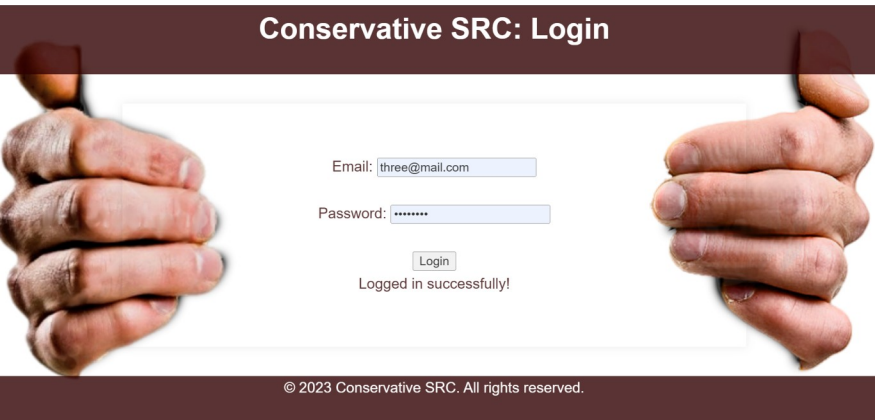 Conservative SRC: Login
Email: three@mail.com
Password: ••••••••
Login
Logged in successfully!
© 2023 Conservative SRC. All rights reserved.